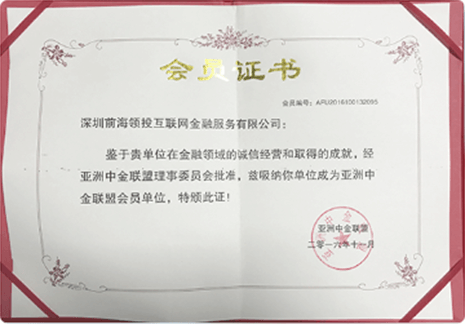 会员证书
会员编号：AFU2016100132095
深圳前海领投互联网金融服务有限公司：
鉴于贵单位在金融领域的诚信经营和取得的成就，经
亚洲中金联盟理事委员会批准，兹吸纳你单位成为亚洲中
金联盟会员单位，特颁此证！
亚洲中金联盟
二零一六年十一月